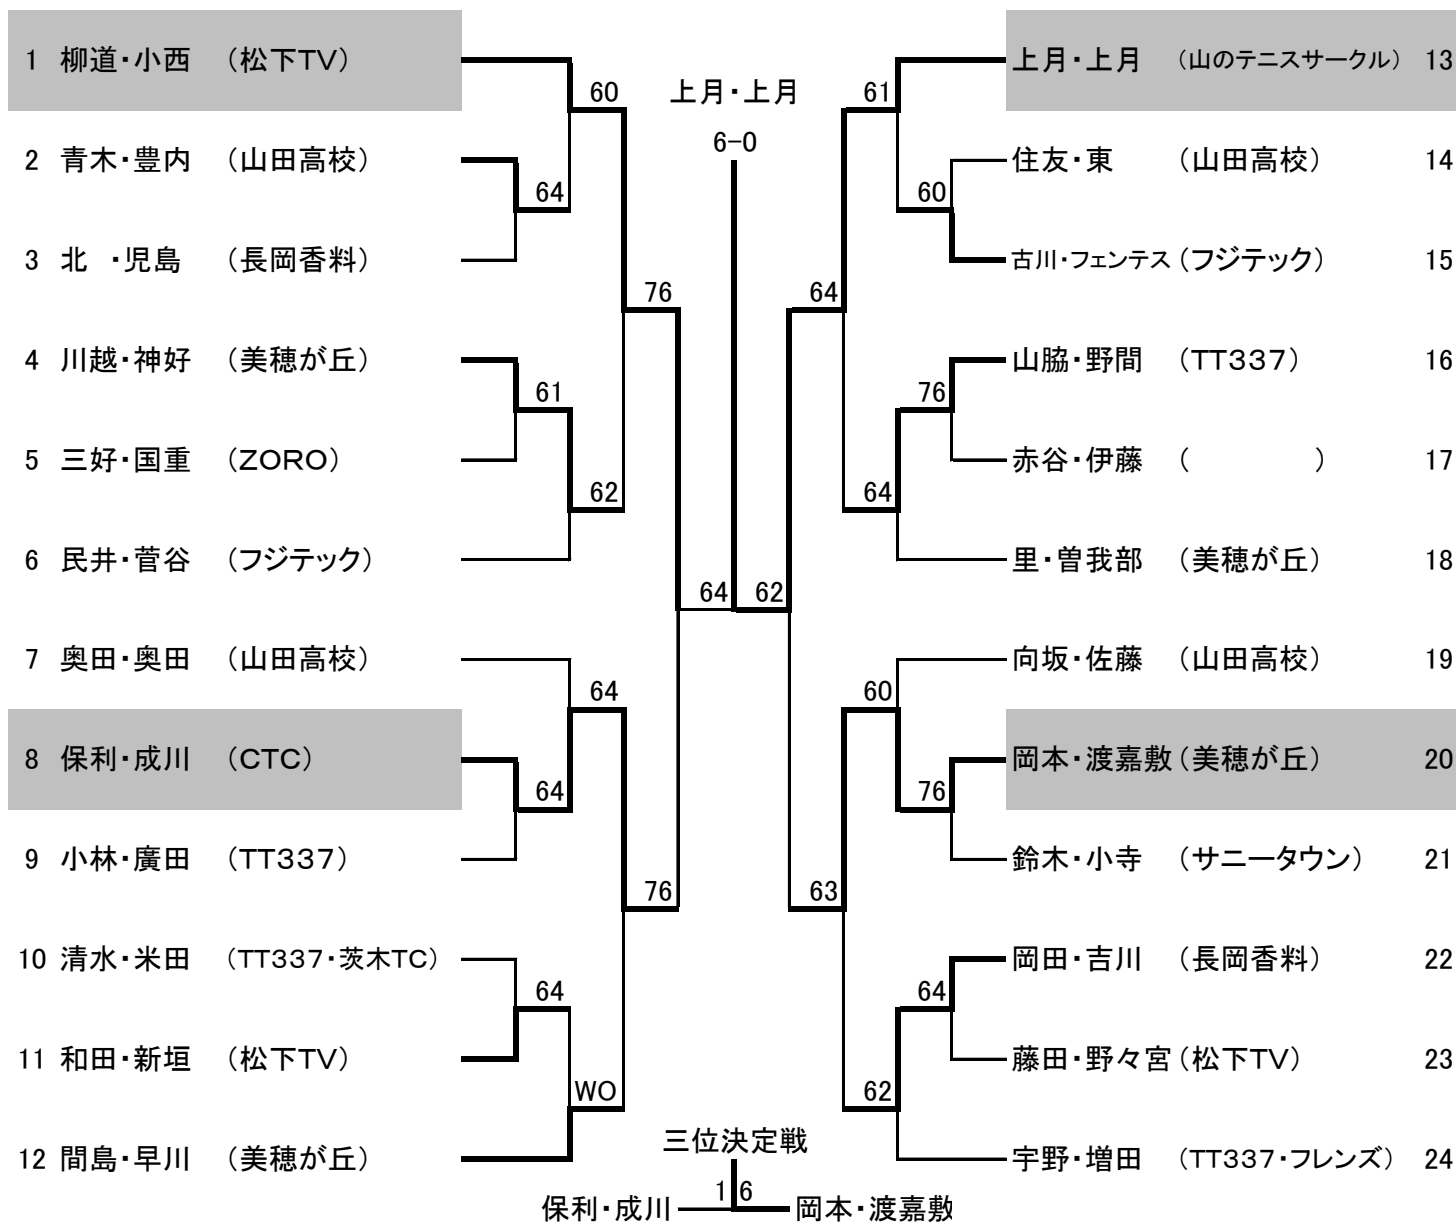 1 柳道・小西 （松下TV）
60
2 青木・豊内 （山田高校）
64
3 北 ・児島 （長岡香料）
76
4 川越・神好 （美穂が丘）
61
5 三好・国重 （ZORO）
62
6 民井・菅谷 （フジテック）
64
7 奥田・奥田 （山田高校）
64
8 保利・成川 （CTC）
64
9 小林・廣田 （TT337）
76
10 清水・米田 （TT337・茨木TC）
64
11 和田・新垣 （松下TV）
WO
12 間島・早川 （美穂が丘）
上月・上月
6-0
上月・上月 （山のテニスサークル） 13
61
住友・東 （山田高校） 14
60
古川・フェンテス （フジテック） 15
64
山脇・野間 （TT337） 16
76
赤谷・伊藤 （ ） 17
64
里・曽我部 （美穂が丘） 18
62
向坂・佐藤 （山田高校） 19
60
岡本・渡嘉敷 （美穂が丘） 20
76
鈴木・小寺 （サニータウン） 21
63
岡田・吉川 （長岡香料） 22
64
藤田・野々宮 （松下TV） 23
62
宇野・増田 （TT337・フレンズ） 24
三位決定戦
保利・成川 1 6 岡本・渡嘉敷